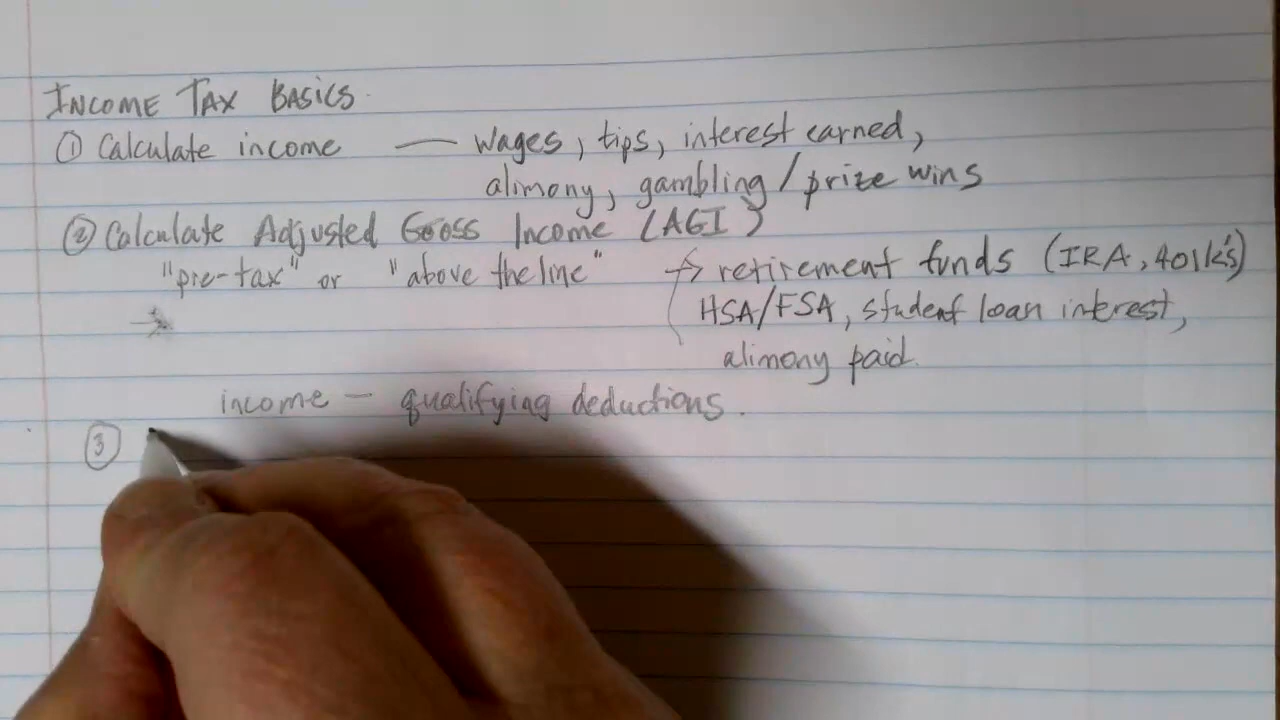 INCOME TAX BASICS
① Calculate income — wages, tips, interest earned,
alimony, gambling/prize wins
② Calculate Adjusted Gross Income (AGI)
"pre-tax" or "above the line" → retirement funds (IRA, 401k's)
HSA/FSA, student loan interest,
alimony paid.
income - qualifying deductions.
③